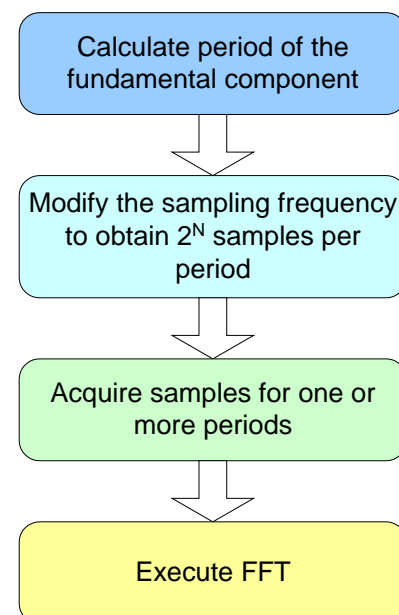 Calculate period of the
fundamental component
Modify the sampling frequency
to obtain 2ᴺ samples per
period
Acquire samples for one or
more periods
Execute FFT